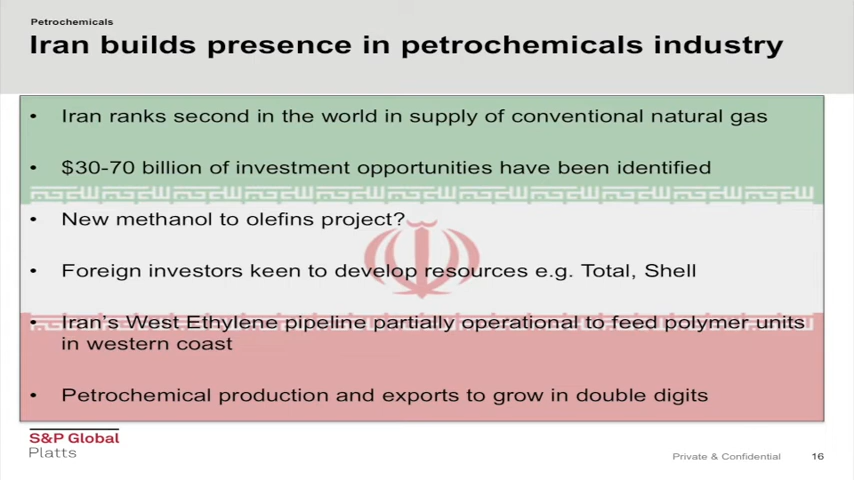 Petrochemicals
Iran builds presence in petrochemicals industry
• Iran ranks second in the world in supply of conventional natural gas
• $30-70 billion of investment opportunities have been identified
• New methanol to olefins project?
• Foreign investors keen to develop resources e.g. Total, Shell
• Iran's West Ethylene pipeline partially operational to feed polymer units
in western coast
• Petrochemical production and exports to grow in double digits
S&P Global
Platts
Private & Confidential 16